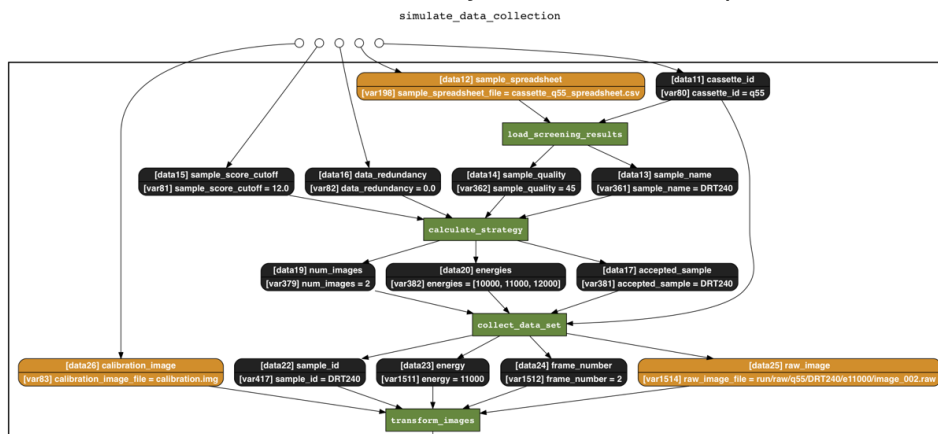 simulate_data_collection
[data12] sample_spreadsheet
[var198] sample_spreadsheet_file = cassette_q55_spreadsheet.csv
[data11] cassette_id
[var80] cassette_id = q55
load_screening_results
[data15] sample_score_cutoff
[var81] sample_score_cutoff = 12.0
[data16] data_redundancy
[var82] data_redundancy = 0.0
[data14] sample_quality
[var362] sample_quality = 45
[data13] sample_name
[var361] sample_name = DRT240
calculate_strategy
[data19] num_images
[var379] num_images = 2
[data20] energies
[var382] energies = [10000, 11000, 12000]
[data17] accepted_sample
[var381] accepted_sample = DRT240
collect_data_set
[data26] calibration_image
[var83] calibration_image_file = calibration.img
[data22] sample_id
[var417] sample_id = DRT240
[data23] energy
[var1511] energy = 11000
[data24] frame_number
[var1512] frame_number = 2
[data25] raw_image
[var1514] raw_image_file = run/raw/q55/DRT240/e11000/image_002.raw
transform_images